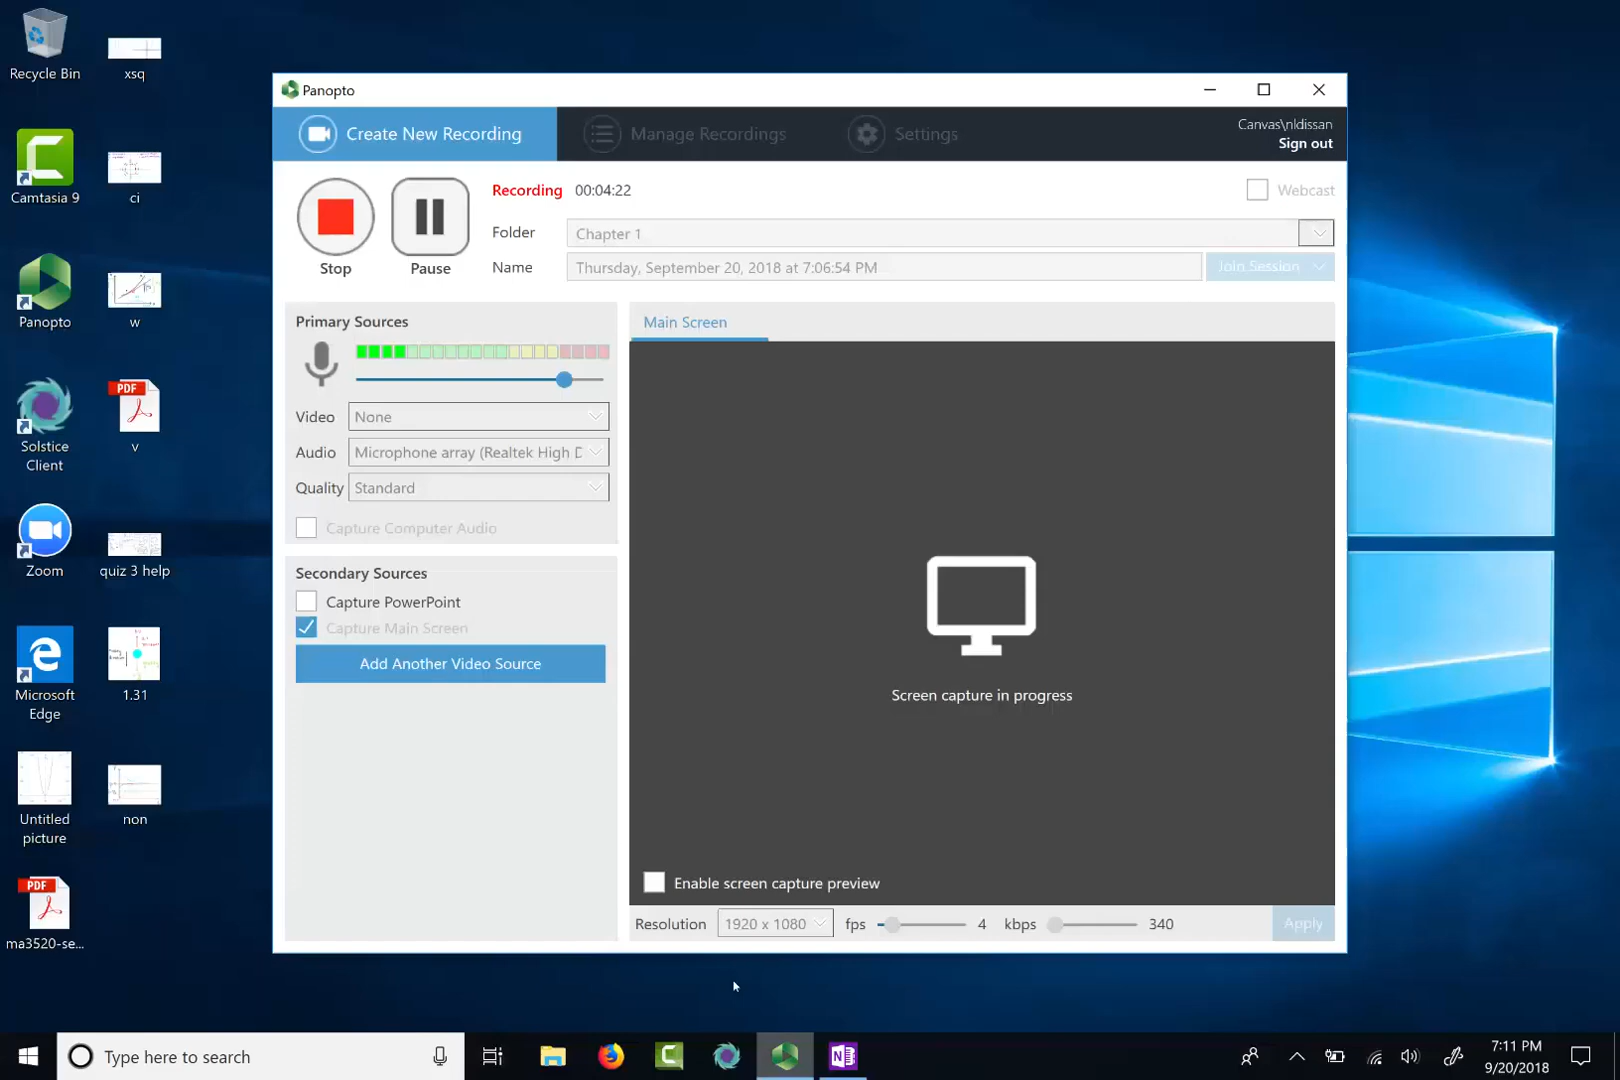 Recycle Bin
xsq
Camtasia 9
ci
Panopto
w
Solstice
Client
PDF
v
Zoom
quiz 3 help
Microsoft
Edge
1.31
Untitled
picture
non
PDF
ma3520-se...
Panopto
Create New Recording
Manage Recordings
Settings
Canvas\nldissan
Sign out
Stop
Pause
Recording 00:04:22
Webcast
Folder
Chapter 1
Name
Thursday, September 20, 2018 at 7:06:54 PM
Join Session
Primary Sources
Video
None
Audio
Microphone array (Realtek High D
Quality
Standard
Capture Computer Audio
Secondary Sources
Capture PowerPoint
Capture Main Screen
Add Another Video Source
Main Screen
Screen capture in progress
Enable screen capture preview
Resolution
1920 x 1080
fps
4
kbps
340
Apply
Type here to search
7:11 PM
9/20/2018